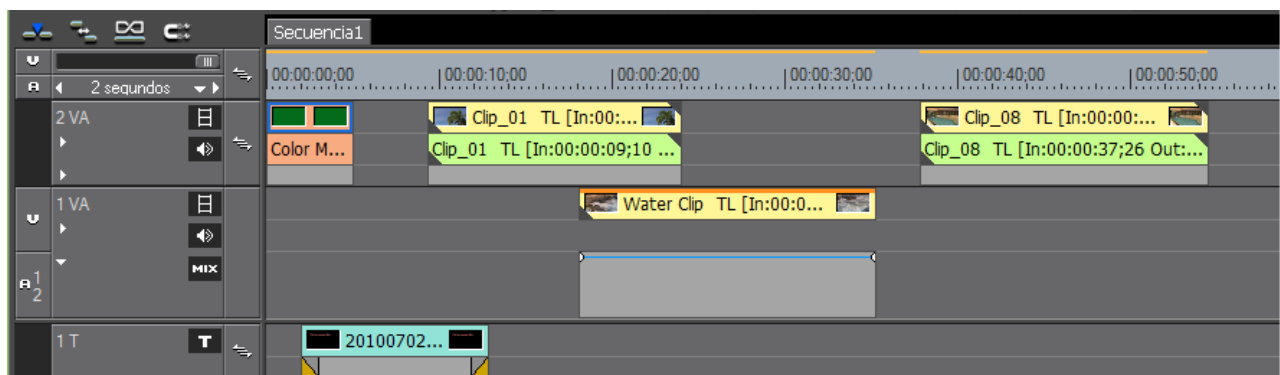 Secuencia1
V
00:00:00;00 00:00:10;00 00:00:20;00 00:00:30;00 00:00:40;00 00:00:50;00
A 2 segundos
2 VA Clip_01 TL [In:00:... Clip_08 TL [In:00:00:...
Color M... Clip_01 TL [In:00:00:09;10 ... Clip_08 TL [In:00:00:37;26 Out:...
1 VA Water Clip TL [In:00:0...
V
MIX
A 1
2
1 T T 20100702...